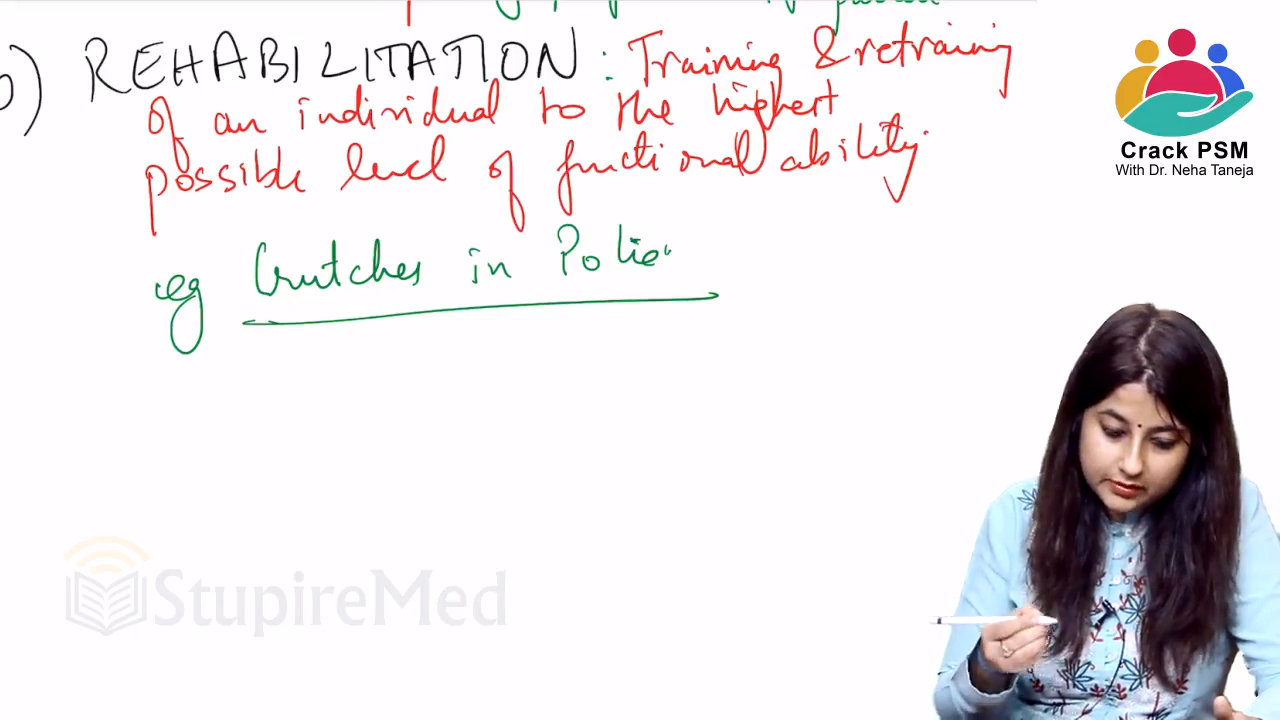 b) REHABILITATION : Training & retraining
of an individual to the highest
possible level of functional ability
eg Crutches in Polio
Crack PSM
With Dr. Neha Taneja
StupireMed